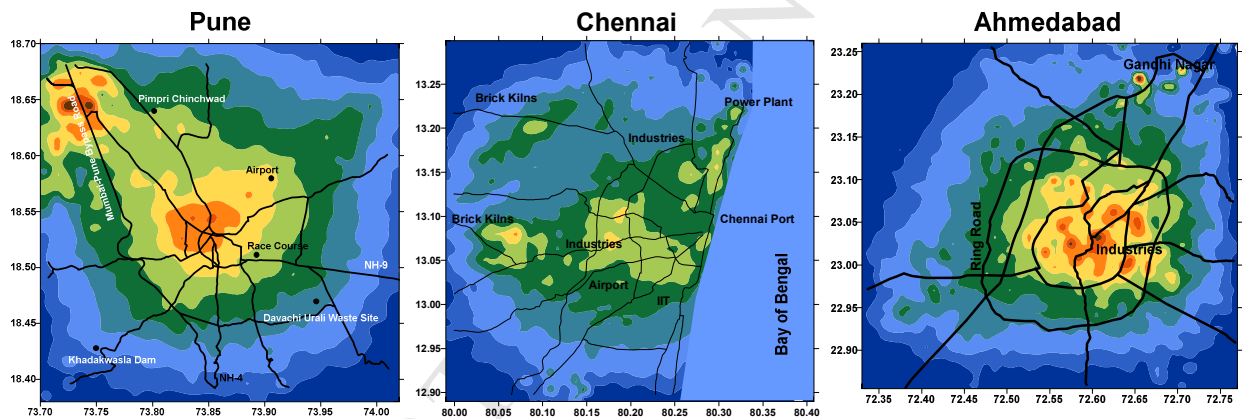 Pune
18.70
18.65
18.60
18.55
18.50
18.45
18.40
73.70
73.75
73.80
73.85
73.90
73.95
74.00
Pimpri Chinchwad
Mumbai-Pune Bypass Road
Airport
Race Course
NH-9
Davachi Urali Waste Site
Khadakwasla Dam
NH-4
Chennai
13.25
13.20
13.15
13.10
13.05
13.00
12.95
12.90
80.00
80.05
80.10
80.15
80.20
80.25
80.30
80.35
80.40
Brick Kilns
Power Plant
Industries
Brick Kilns
Chennai Port
Industries
Airport
IIT
Bay of Bengal
Ahmedabad
23.25
23.20
23.15
23.10
23.05
23.00
22.95
22.90
72.35
72.40
72.45
72.50
72.55
72.60
72.65
72.70
72.75
Gandhi Nagar
Ring Road
Industries